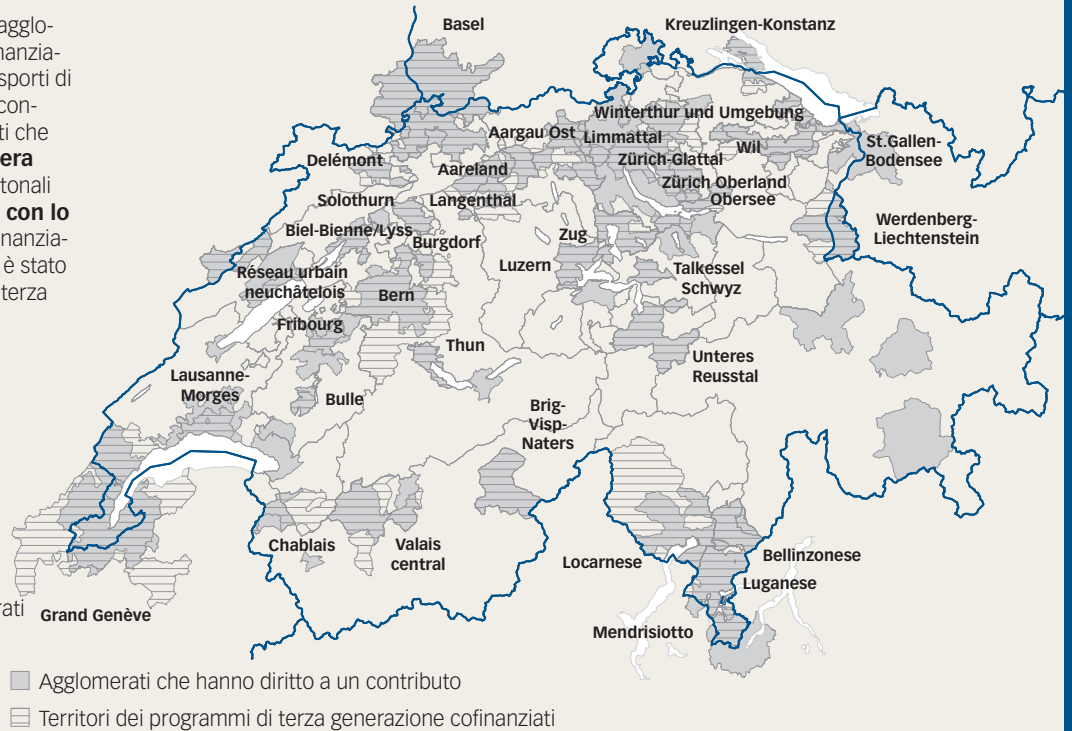 agglo-
nanzia-
sporti di
con-
ti che
era
tonali
con lo
nanzia-
è stato
terza
rati
Basel
Kreuzlingen-Konstanz
Winterthur und Umgebung
Aargau Ost
Limmattal
Wil
St.Gallen-
Bodensee
Delémont
Zürich-Glattal
Aareland
Zürich Oberland
Obersee
Solothurn
Langenthal
Biel-Bienne/Lyss
Burgdorf
Zug
Werdenberg-
Liechtenstein
Luzern
Talkessel
Schwyz
Réseau urbain
neuchâtelois
Bern
Fribourg
Thun
Unteres
Reusstal
Lausanne-
Morges
Bulle
Brig-
Visp-
Naters
Chablais
Valais
central
Locarnese
Bellinzonese
Luganese
Mendrisiotto
Grand Genève
Agglomerati che hanno diritto a un contributo
Territori dei programmi di terza generazione cofinanziati